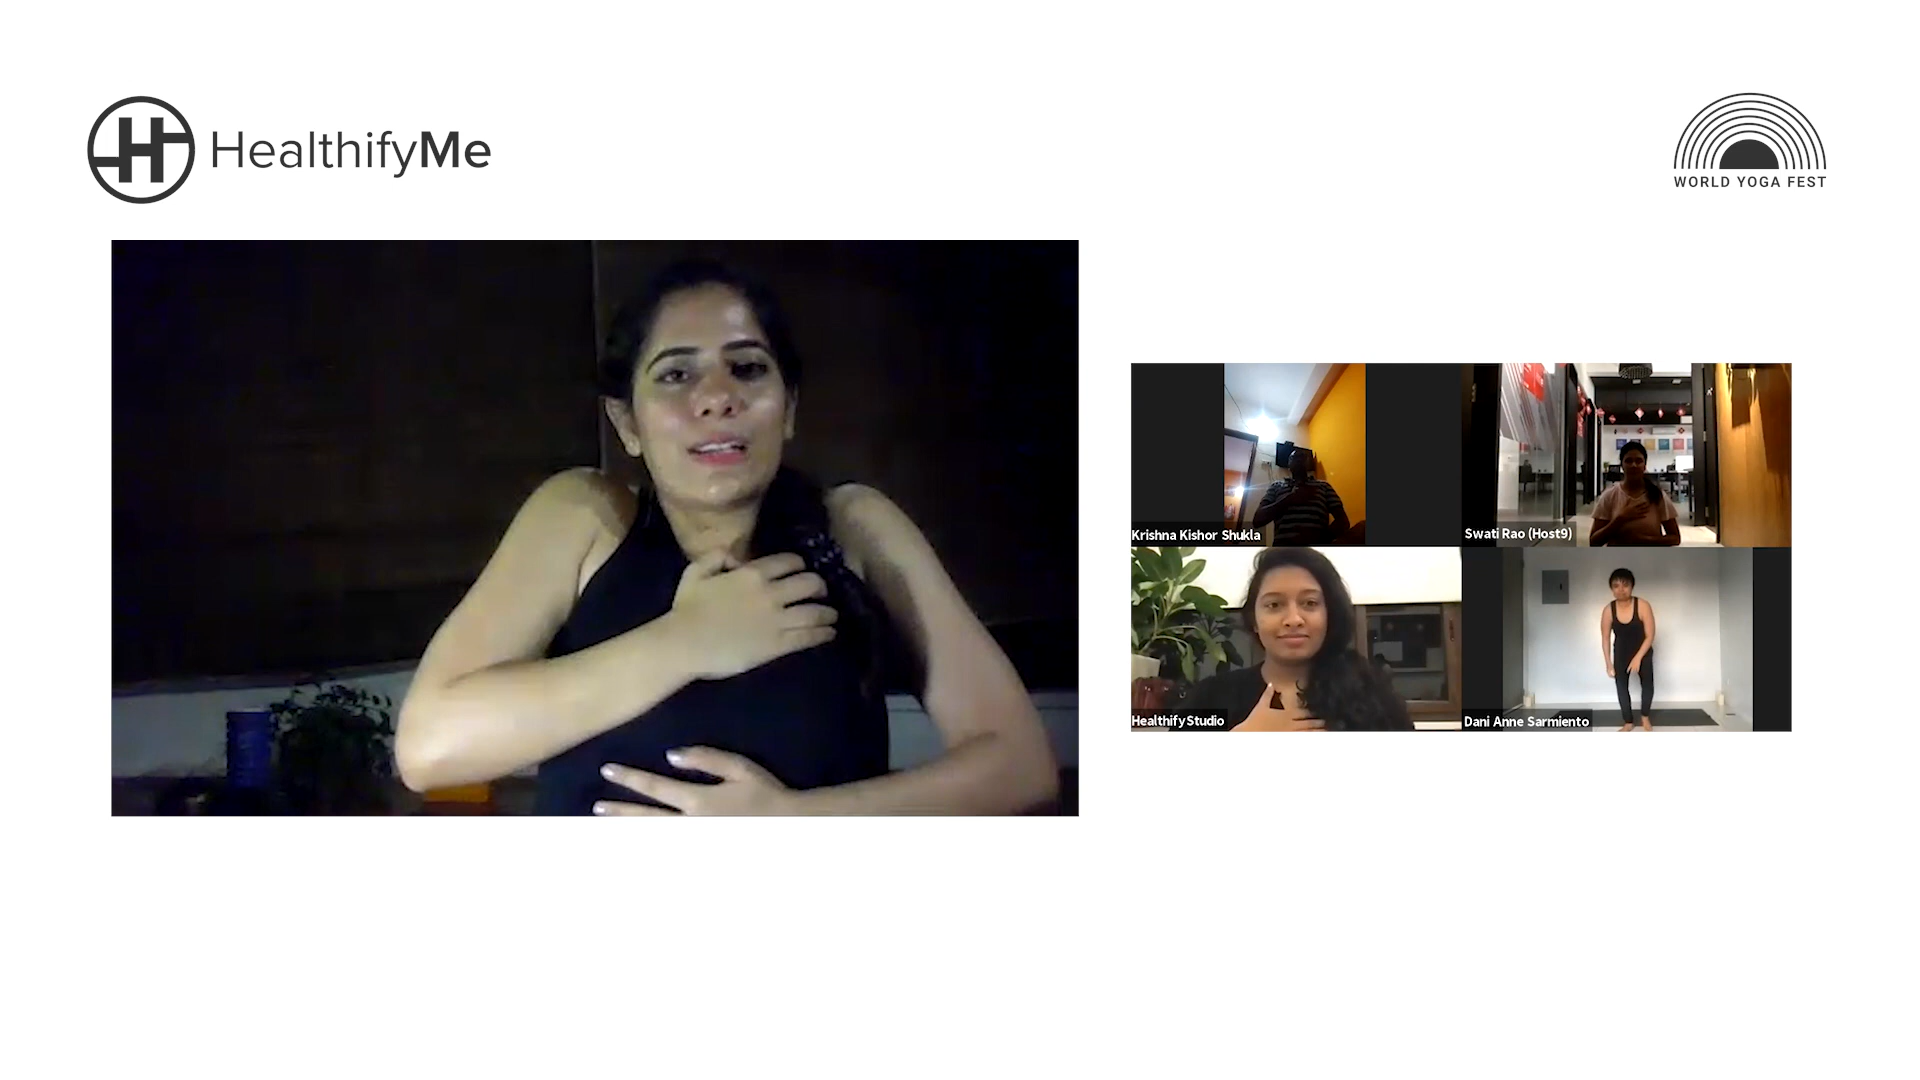 HealthifyMe
WORLD YOGA FEST
Krishna Kishor Shukla
Swati Rao (Host9)
Healthify Studio
Dani Anne Sarmiento